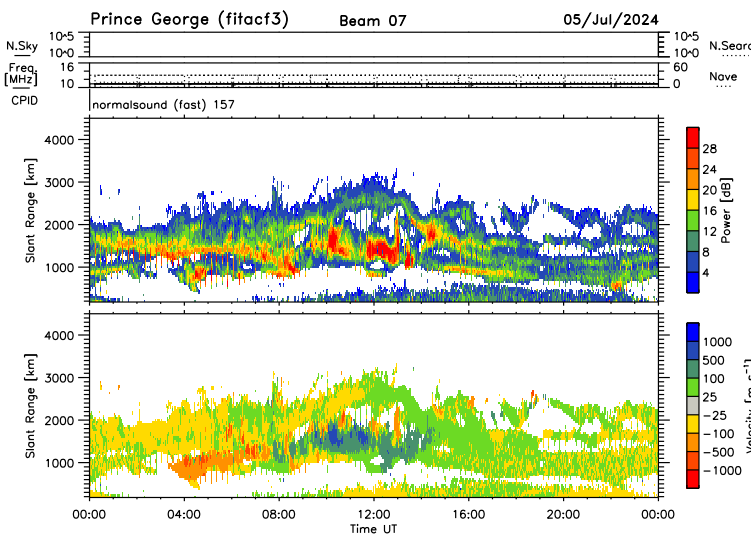 Prince George (fitacf3) Beam 07 05/Jul/2024
N.Sky 10^5 10^0 10^5 10^0 N.Sear
Freq. [MHz] 16 10 60 0 Nave
CPID normalsound (fast) 157
Slant Range [km] 4000 3000 2000 1000
28 24 20 16 12 8 4 Power [dB]
Slant Range [km] 4000 3000 2000 1000
1000 500 100 25 -25 -100 -500 -1000 Velocity [m s⁻¹]
00:00 04:00 08:00 12:00 16:00 20:00 00:00
Time UT